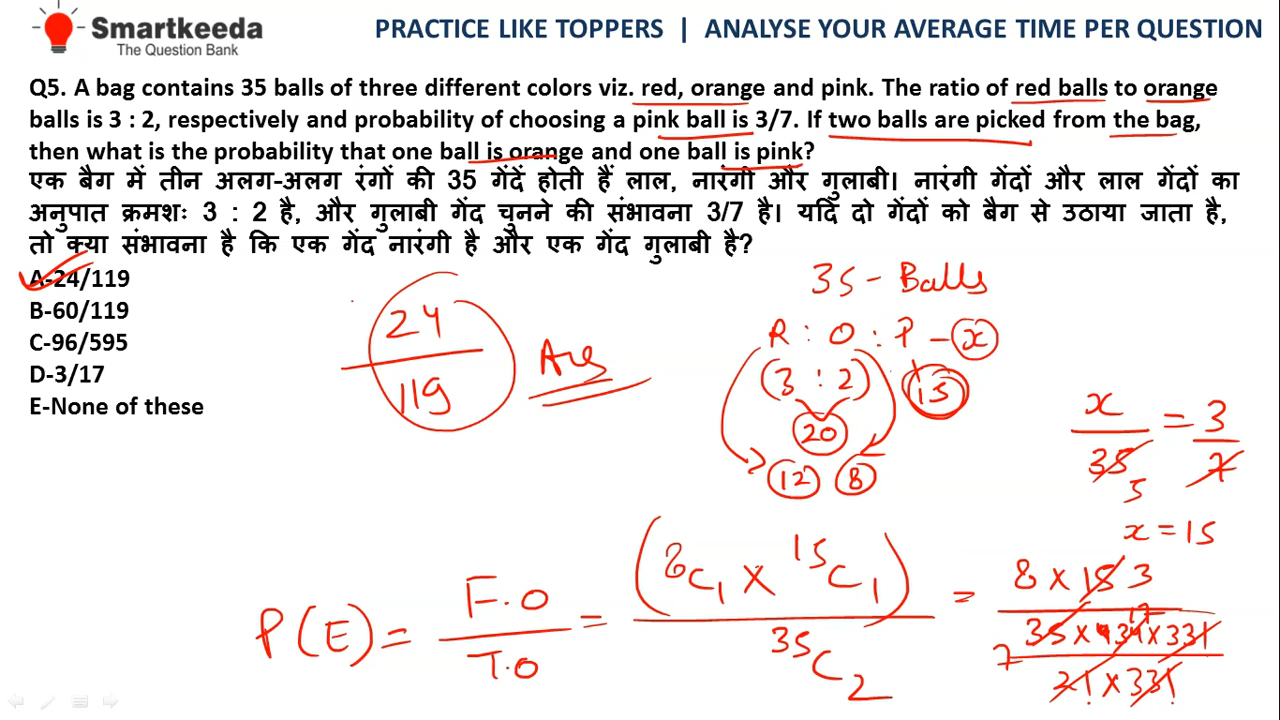 Smartkeeda
The Question Bank
PRACTICE LIKE TOPPERS | ANALYSE YOUR AVERAGE TIME PER QUESTION
Q5. A bag contains 35 balls of three different colors viz. red, orange and pink. The ratio of red balls to orange
balls is 3 : 2, respectively and probability of choosing a pink ball is 3/7. If two balls are picked from the bag,
then what is the probability that one ball is orange and one ball is pink?
एक बैग में तीन अलग-अलग रंगों की 35 गेंदें होती हैं लाल, नारंगी और गुलाबी। नारंगी गेंदों और लाल गेंदों का
अनुपात क्रमशः 3 : 2 है, और गुलाबी गेंद चुनने की संभावना 3/7 है। यदि दो गेंदों को बैग से उठाया जाता है,
तो क्या संभावना है कि एक गेंद नारंगी है और एक गेंद गुलाबी है?
A-24/119
B-60/119
C-96/595
D-3/17
E-None of these
24
119
Ans
35 - Balls
R : O : P - x
(3 : 2) 15
20
12 8
x/35 = 3/7
5
x = 15
P(E) = F.O/T.O = (8C1 X 15C1)/35C2 = 8 X 15 3
7